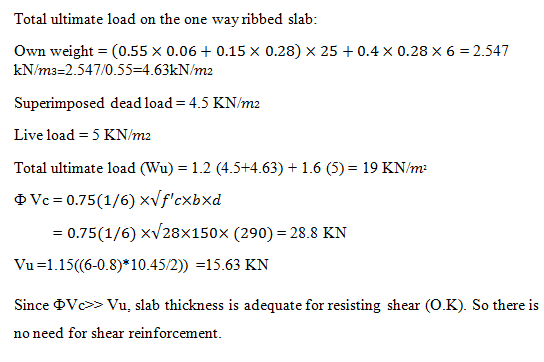 Total ultimate load on the one way ribbed slab:
Own weight = (0.55 × 0.06 + 0.15 × 0.28) × 25 + 0.4 × 0.28 × 6 = 2.547
kN/m3=2.547/0.55=4.63kN/m2
Superimposed dead load = 4.5 KN/m2
Live load = 5 KN/m2
Total ultimate load (Wu) = 1.2 (4.5+4.63) + 1.6 (5) = 19 KN/m²
Φ Vc = 0.75(1/6) ×√f'c×b×d
= 0.75(1/6) ×√28×150× (290) = 28.8 KN
Vu =1.15((6-0.8)*10.45/2)) =15.63 KN
Since ΦVc>> Vu, slab thickness is adequate for resisting shear (O.K). So there is
no need for shear reinforcement.